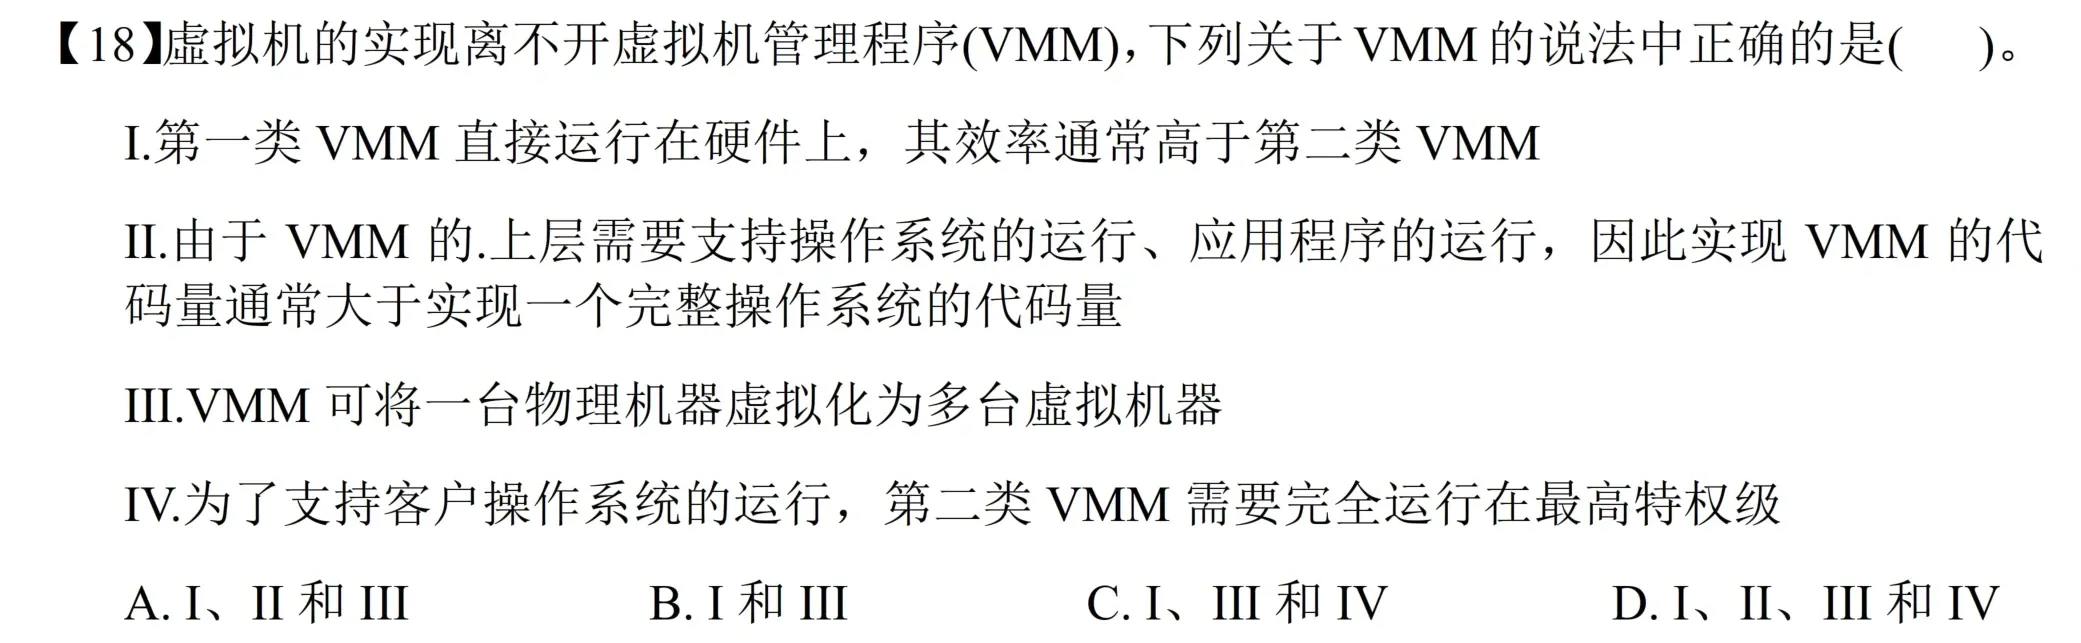 【18】虚拟机的实现离不开虚拟机管理程序(VMM),下列关于 VMM 的说法中正确的是(    )。
I.第一类 VMM 直接运行在硬件上，其效率通常高于第二类 VMM
II.由于 VMM 的.上层需要支持操作系统的运行、应用程序的运行，因此实现 VMM 的代
码量通常大于实现一个完整操作系统的代码量
III.VMM 可将一台物理机器虚拟化为多台虚拟机器
IV.为了支持客户操作系统的运行，第二类 VMM 需要完全运行在最高特权级
A. I、II 和 III    B. I 和 III    C. I、III 和 IV    D. I、II、III 和 IV